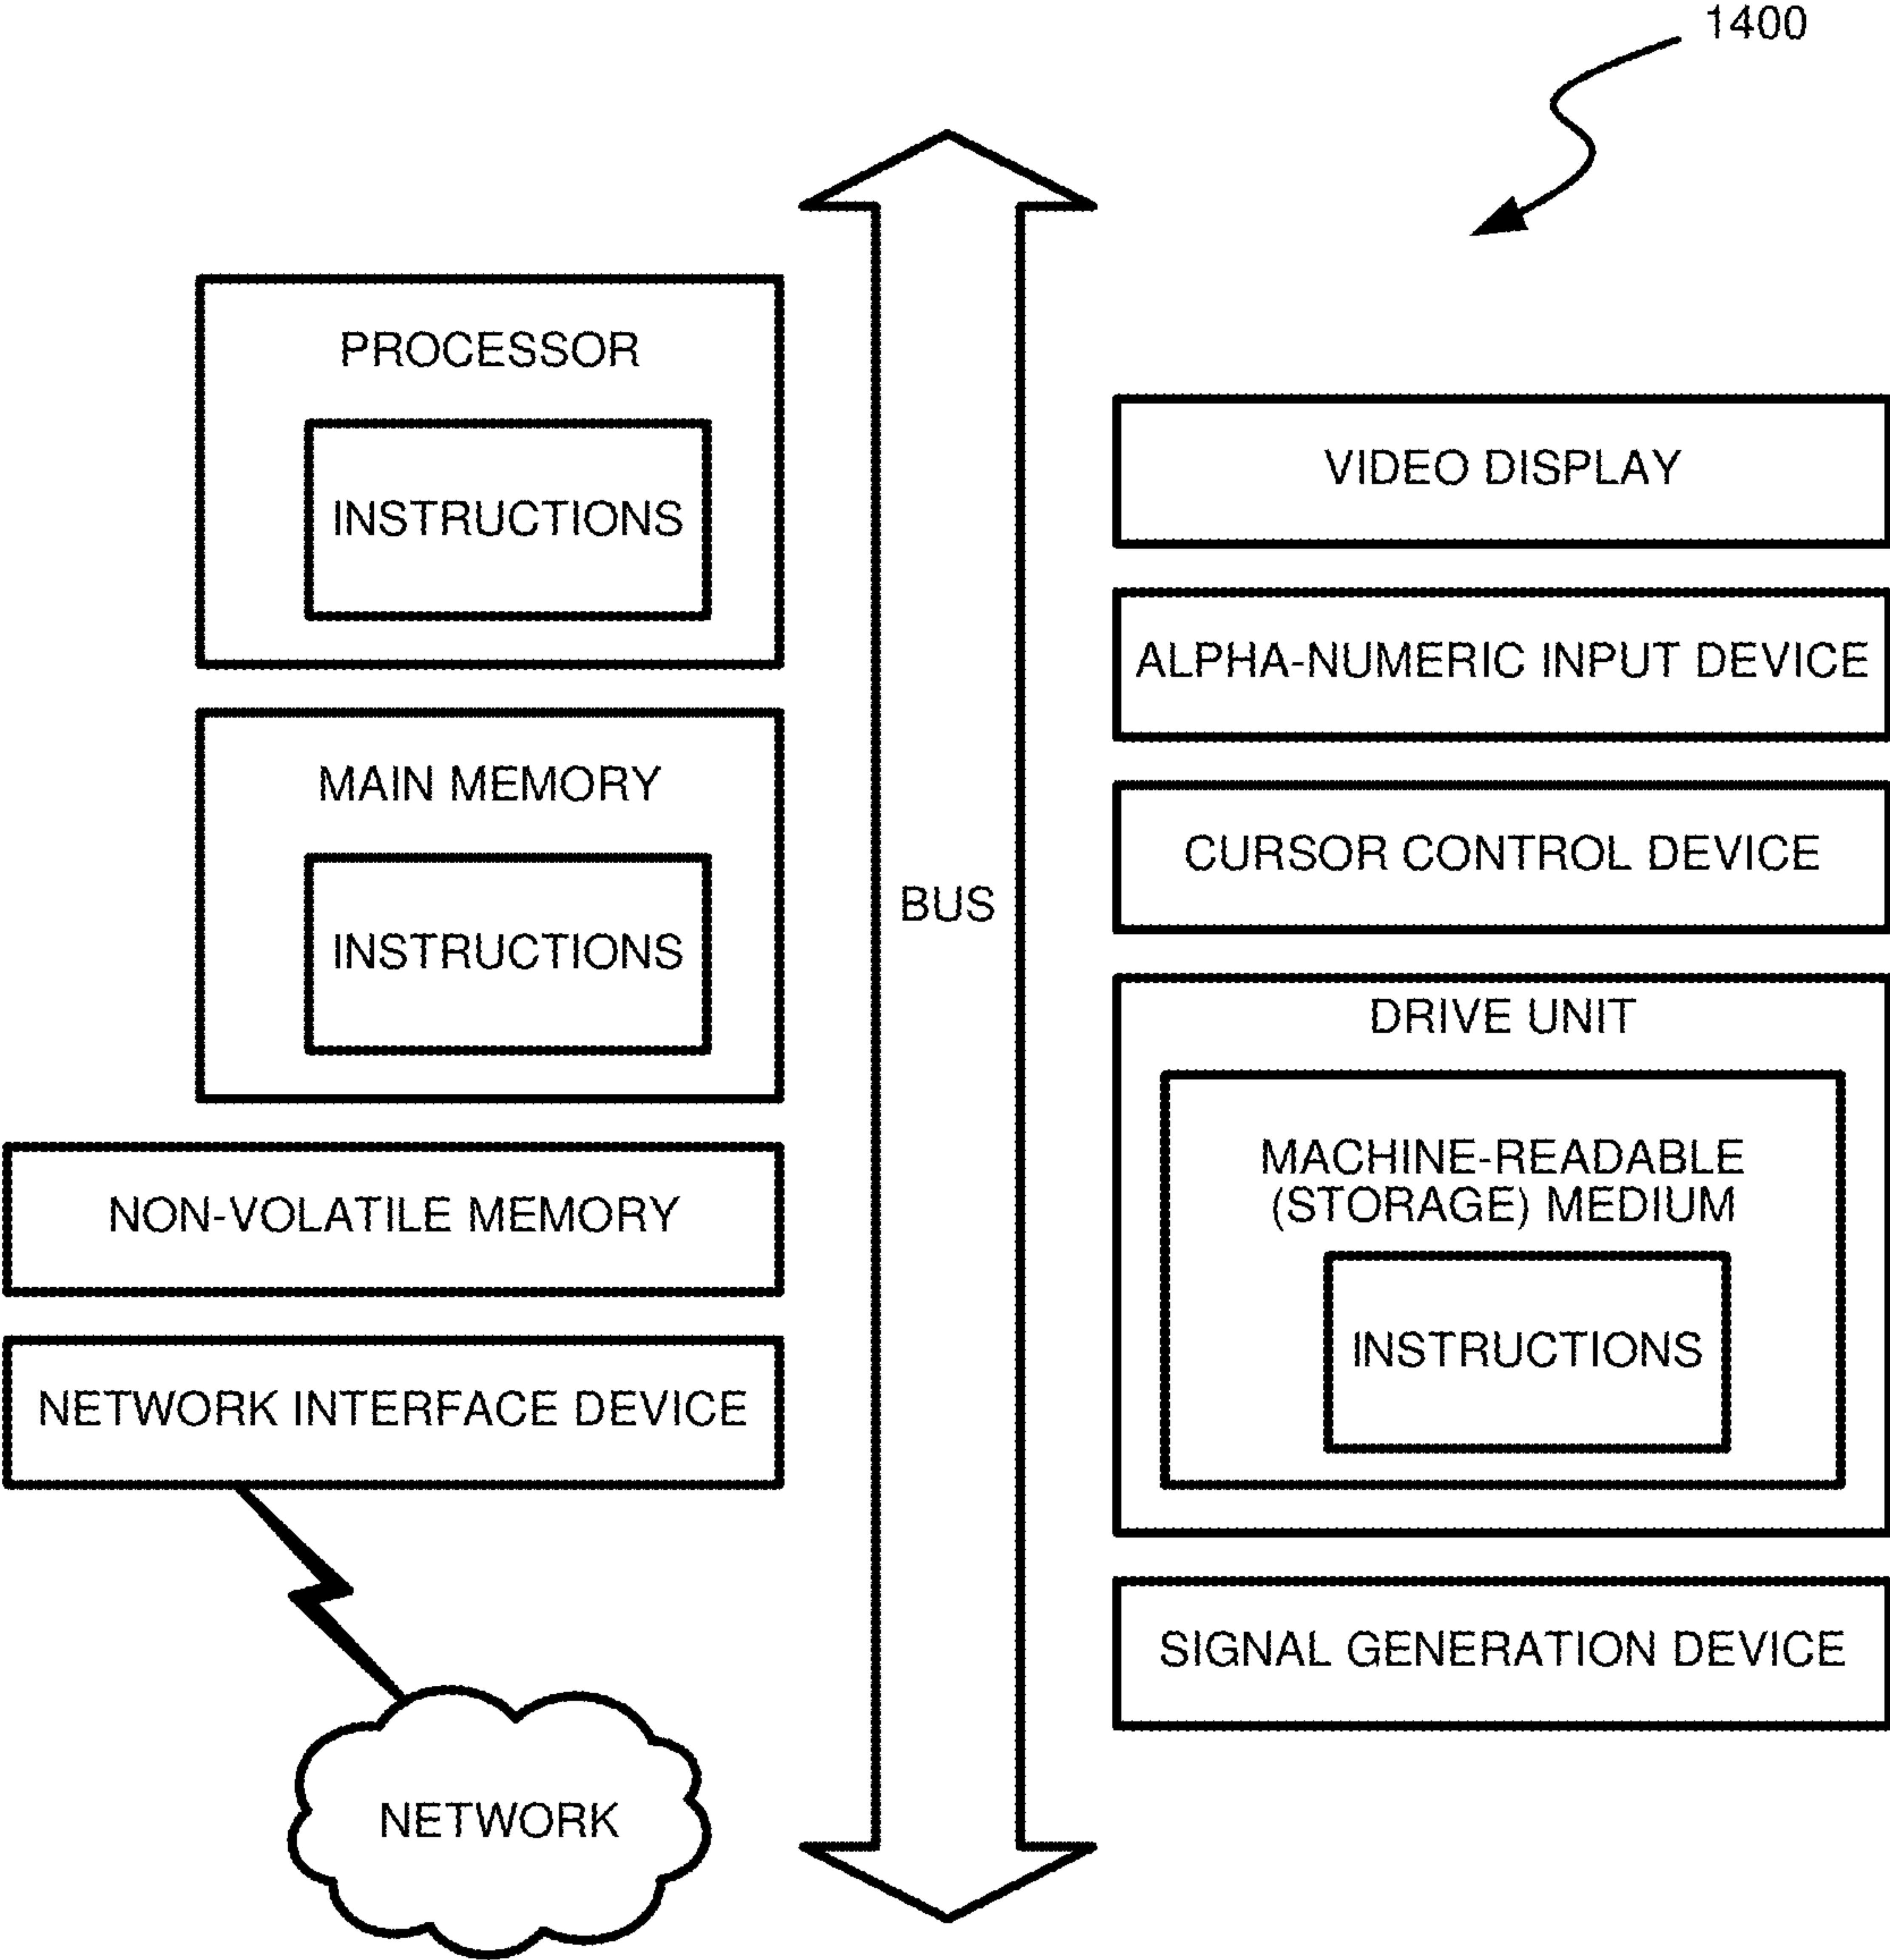 1400
PROCESSOR
INSTRUCTIONS
MAIN MEMORY
INSTRUCTIONS
NON-VOLATILE MEMORY
NETWORK INTERFACE DEVICE
NETWORK
BUS
VIDEO DISPLAY
ALPHA-NUMERIC INPUT DEVICE
CURSOR CONTROL DEVICE
DRIVE UNIT
MACHINE-READABLE
(STORAGE) MEDIUM
INSTRUCTIONS
SIGNAL GENERATION DEVICE